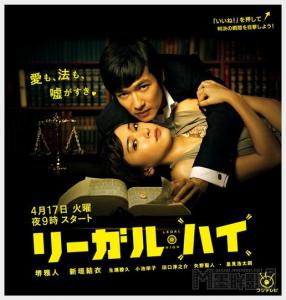 「いいね！」を押して
判決の瞬間を目撃しよう！
愛も、法も、
嘘がすぎ。
4月17日 火曜
夜9時 スタート
リーガル
LEGAL
HIGH
ハイ
堺雅人 新垣結衣 生瀬勝久 小池栄子 田口淳之介 矢野聖人・里見浩太朗
フジテレビ